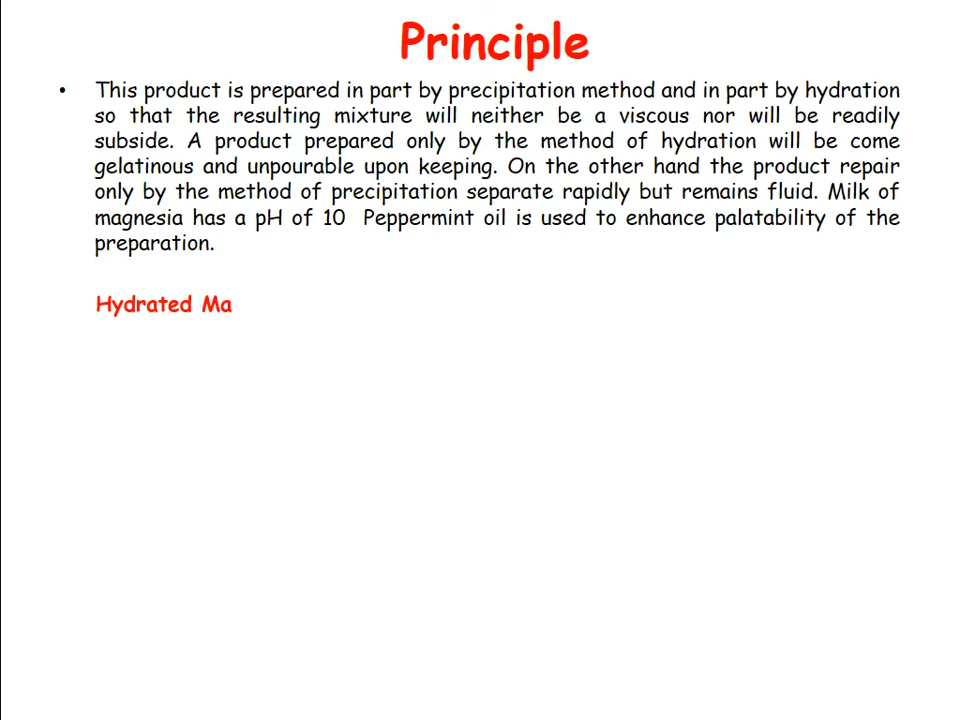 Principle
• This product is prepared in part by precipitation method and in part by hydration
so that the resulting mixture will neither be a viscous nor will be readily
subside. A product prepared only by the method of hydration will be come
gelatinous and unpourable upon keeping. On the other hand the product repair
only by the method of precipitation separate rapidly but remains fluid. Milk of
magnesia has a pH of 10 Peppermint oil is used to enhance palatability of the
preparation.
Hydrated Ma